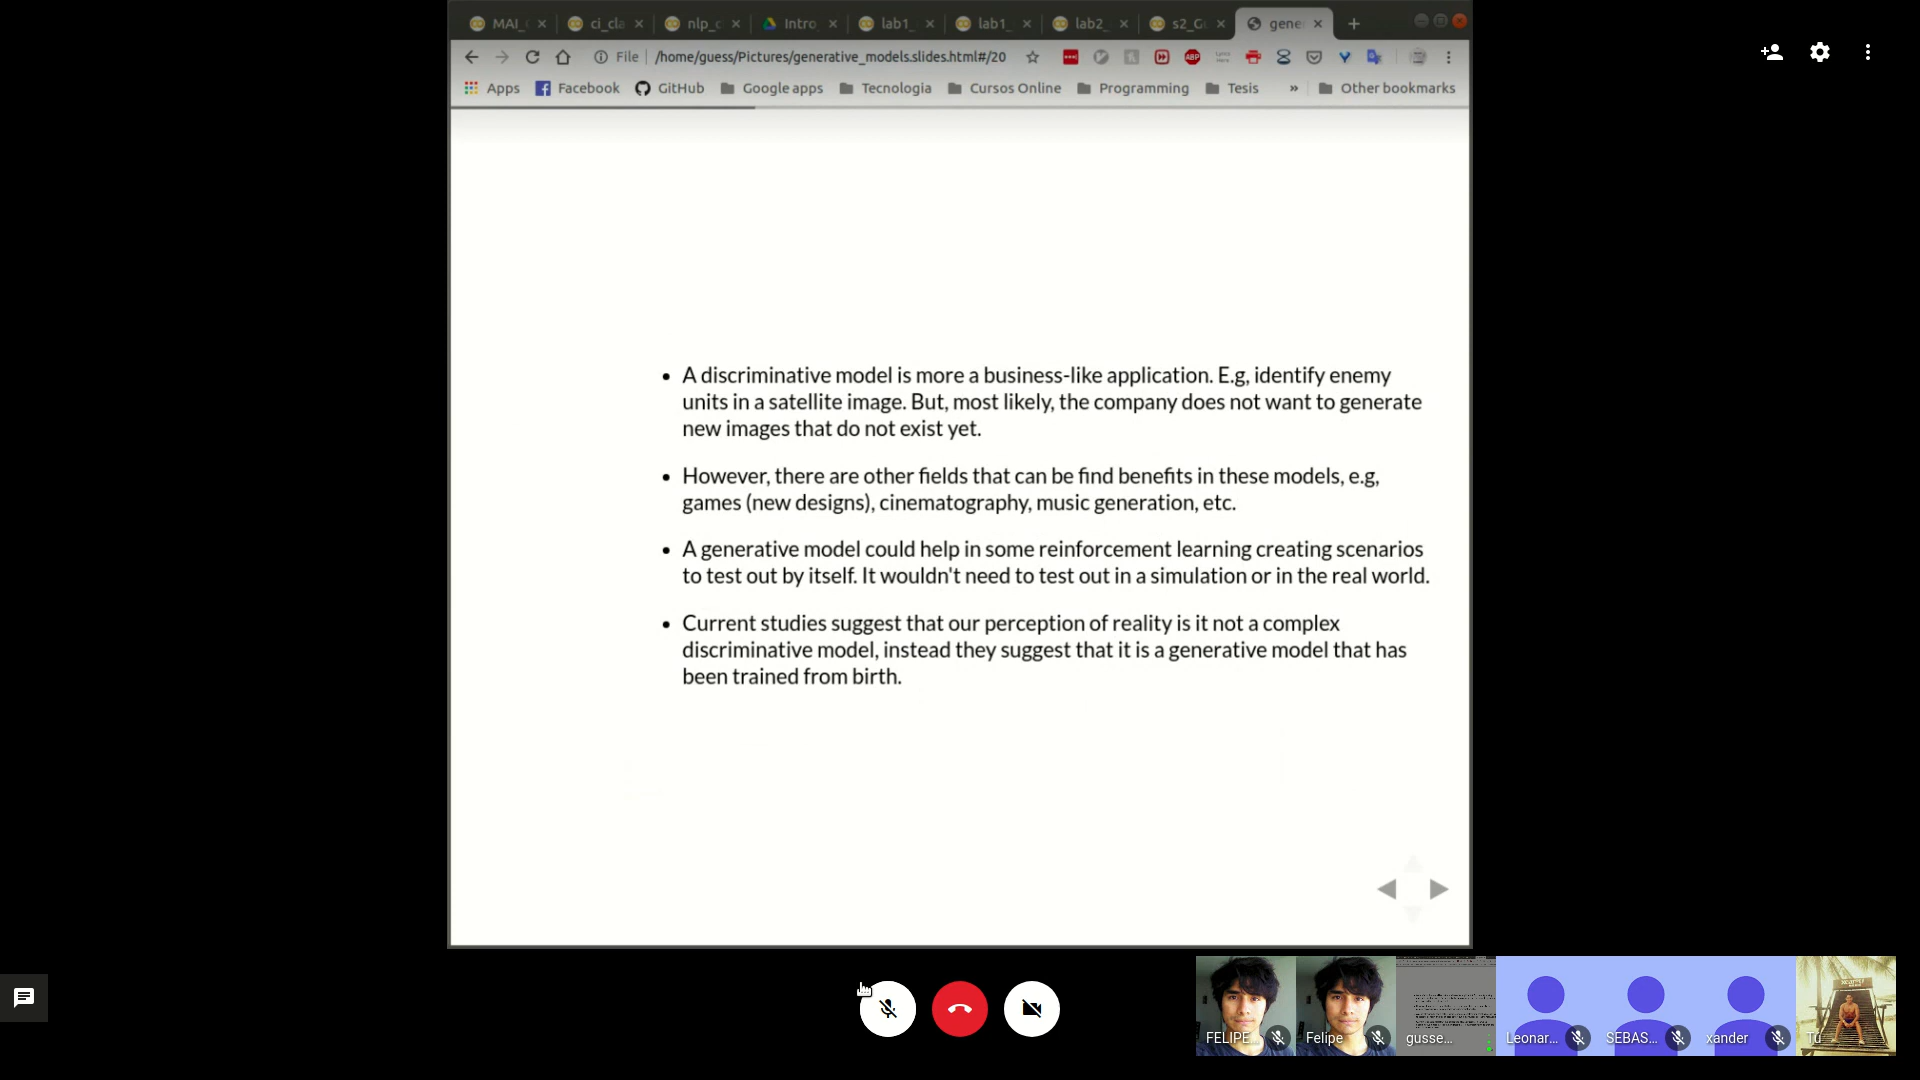 MAI_ ci_cla nlp_c Intro lab1_ lab1_ lab2_ s2_G gene
File /home/guess/Pictures/generative_models.slides.html#/20
Apps Facebook GitHub Google apps Tecnologia Cursos Online Programming Tesis » Other bookmarks
• A discriminative model is more a business-like application. E.g, identify enemy
units in a satellite image. But, most likely, the company does not want to generate
new images that do not exist yet.
• However, there are other fields that can be find benefits in these models, e.g,
games (new designs), cinematography, music generation, etc.
• A generative model could help in some reinforcement learning creating scenarios
to test out by itself. It wouldn't need to test out in a simulation or in the real world.
• Current studies suggest that our perception of reality is it not a complex
discriminative model, instead they suggest that it is a generative model that has
been trained from birth.
FELIPE... Felipe gusse... Leonar... SEBAS... xander Tú